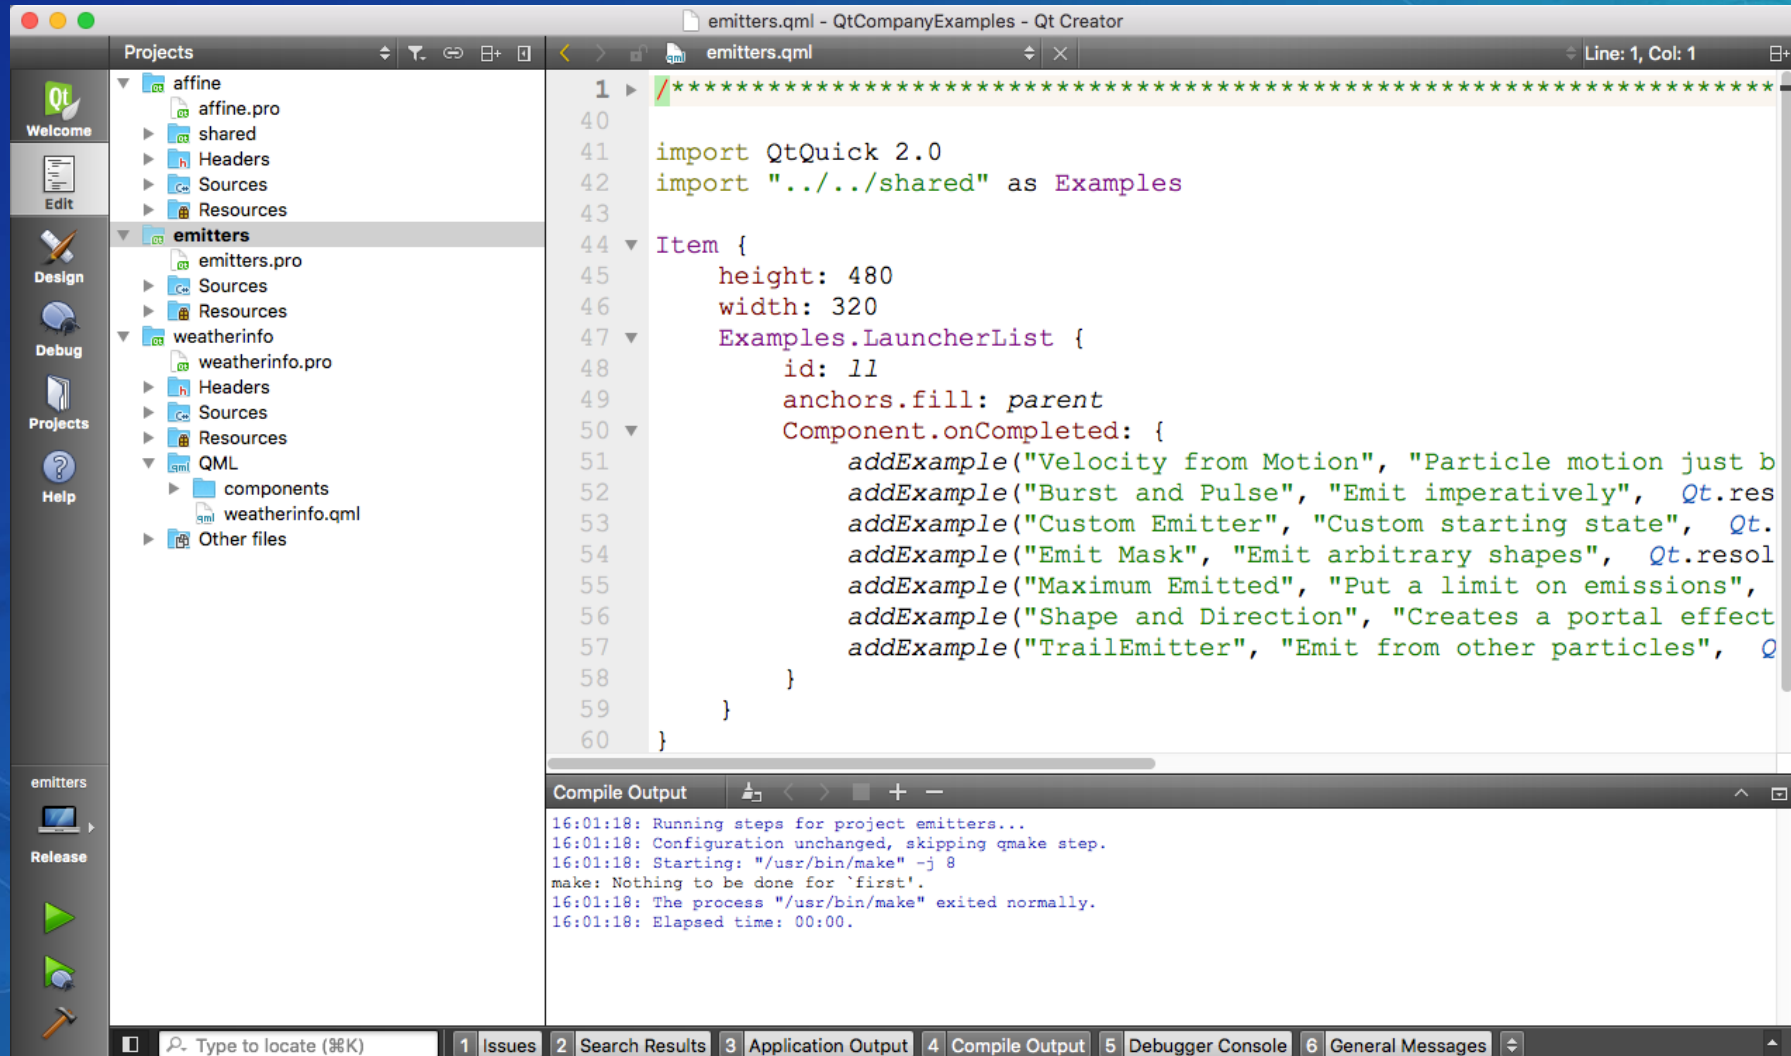 emitters.qml - QtCompanyExamples - Qt Creator
Projects
emitters.qml
Line: 1, Col: 1
Welcome
Edit
Design
Debug
Projects
Help
emitters
Release
affine
affine.pro
shared
Headers
Sources
Resources
emitters
emitters.pro
Sources
Resources
weatherinfo
weatherinfo.pro
Headers
Sources
Resources
QML
components
weatherinfo.qml
Other files
1 /**********************************************************************
40
41 import QtQuick 2.0
42 import "../../shared" as Examples
43
44 Item {
45 height: 480
46 width: 320
47 Examples.LauncherList {
48 id: ll
49 anchors.fill: parent
50 Component.onCompleted: {
51 addExample("Velocity from Motion", "Particle motion just b
52 addExample("Burst and Pulse", "Emit imperatively", Qt.res
53 addExample("Custom Emitter", "Custom starting state", Qt.
54 addExample("Emit Mask", "Emit arbitrary shapes", Qt.resol
55 addExample("Maximum Emitted", "Put a limit on emissions",
56 addExample("Shape and Direction", "Creates a portal effect
57 addExample("TrailEmitter", "Emit from other particles", Q
58 }
59 }
60 }
Compile Output
16:01:18: Running steps for project emitters...
16:01:18: Configuration unchanged, skipping qmake step.
16:01:18: Starting: "/usr/bin/make" -j 8
make: Nothing to be done for `first'.
16:01:18: The process "/usr/bin/make" exited normally.
16:01:18: Elapsed time: 00:00.
Type to locate (⌘K)
1 Issues 2 Search Results 3 Application Output 4 Compile Output 5 Debugger Console 6 General Messages